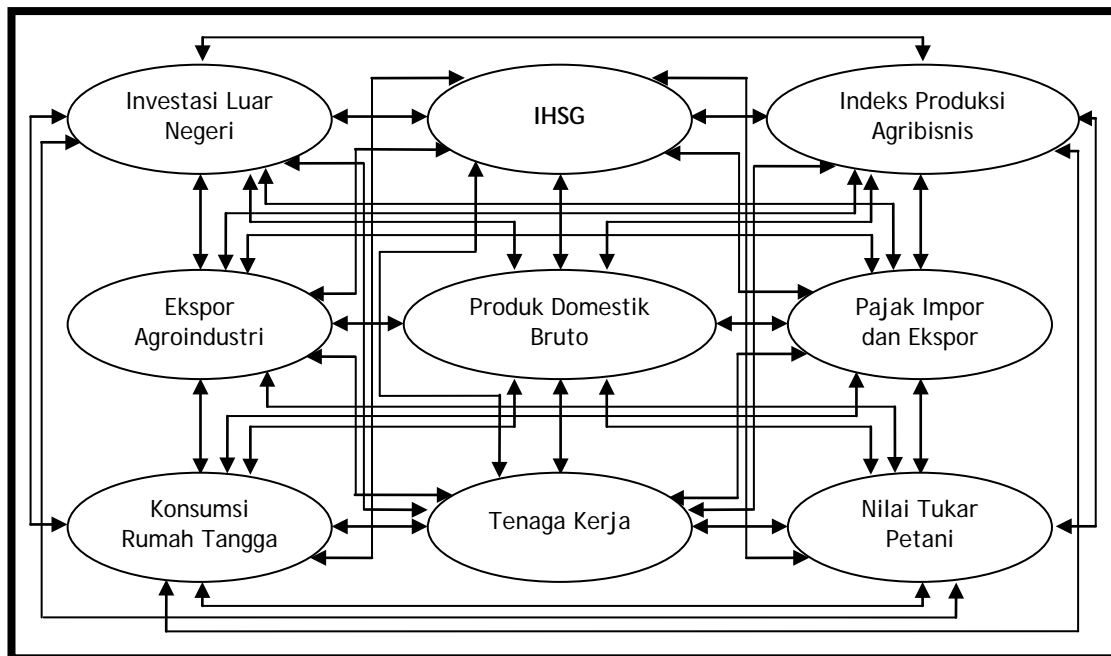 Investasi Luar
Negeri
IHSG
Indeks Produksi
Agribisnis
Ekspor
Agroindustri
Produk Domestik
Bruto
Pajak Impor
dan Ekspor
Konsumsi
Rumah Tangga
Tenaga Kerja
Nilai Tukar
Petani